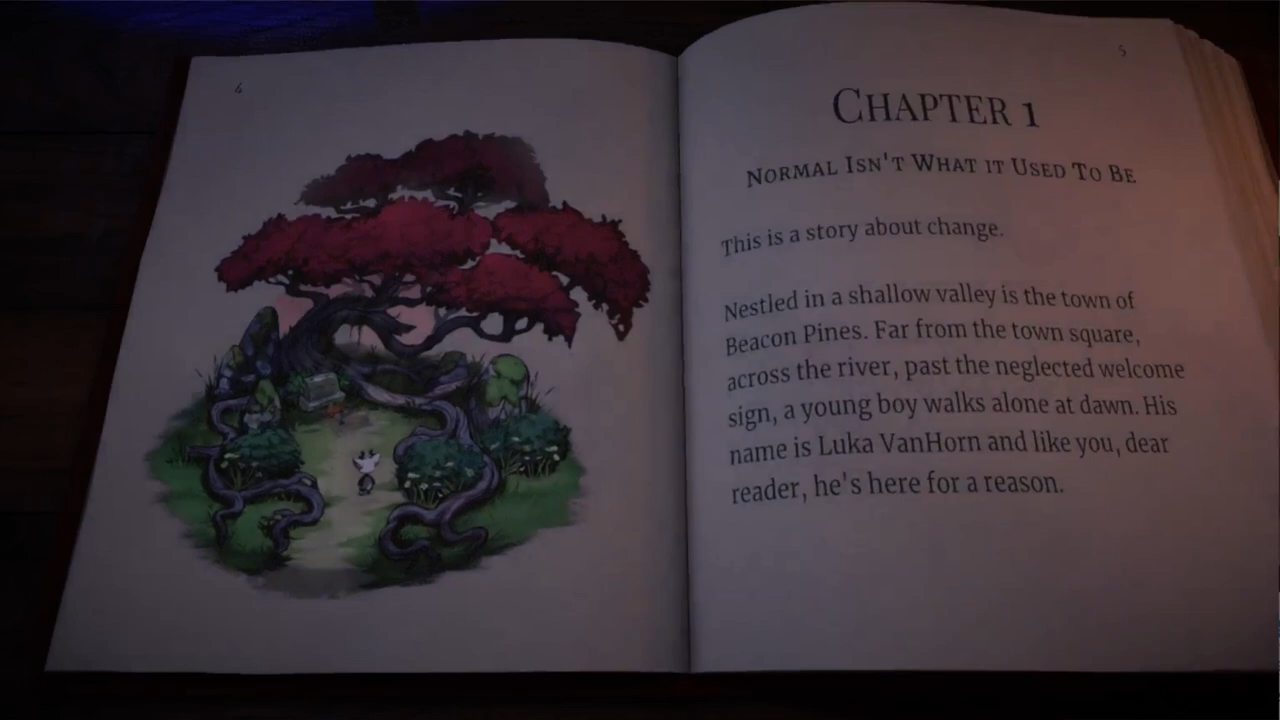 4
5
CHAPTER 1
NORMAL ISN'T WHAT IT USED TO BE
This is a story about change.
Nestled in a shallow valley is the town of
Beacon Pines. Far from the town square,
across the river, past the neglected welcome
sign, a young boy walks alone at dawn. His
name is Luka VanHorn and like you, dear
reader, he's here for a reason.